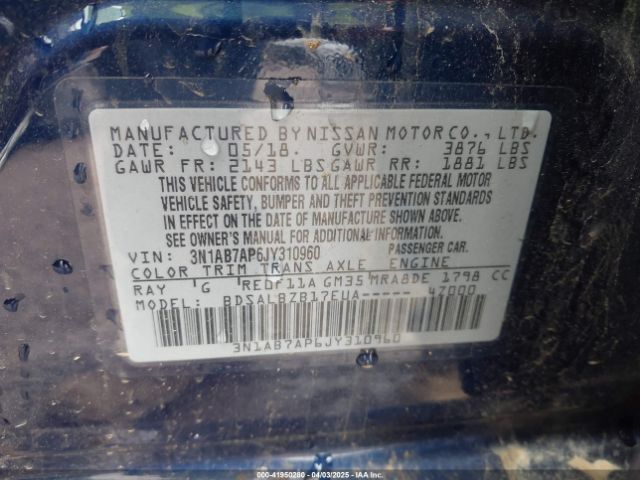 MANUFACTURED BY NISSAN MOTOR CO., LTD.
DATE: 05/18. GVWR: 3876 LBS
GAWR FR: 2143 LBS GAWR RR: 1881 LBS
THIS VEHICLE CONFORMS TO ALL APPLICABLE FEDERAL MOTOR
VEHICLE SAFETY, BUMPER AND THEFT PREVENTION STANDARDS
IN EFFECT ON THE DATE OF MANUFACTURE SHOWN ABOVE.
SEE OWNER'S MANUAL FOR ADDITIONAL INFORMATION.
VIN: 3N1AB7AP6JY310960 PASSENGER CAR.
COLOR TRIM TRANS AXLE ENGINE
RAY G RE0F11A GM35 MRA8DE 1798 CC
MODEL: BDSALBZB17EUA----- 47000
3N1AB7AP6JY310960
000-41950280 - 04/03/2025 - IAA Inc.